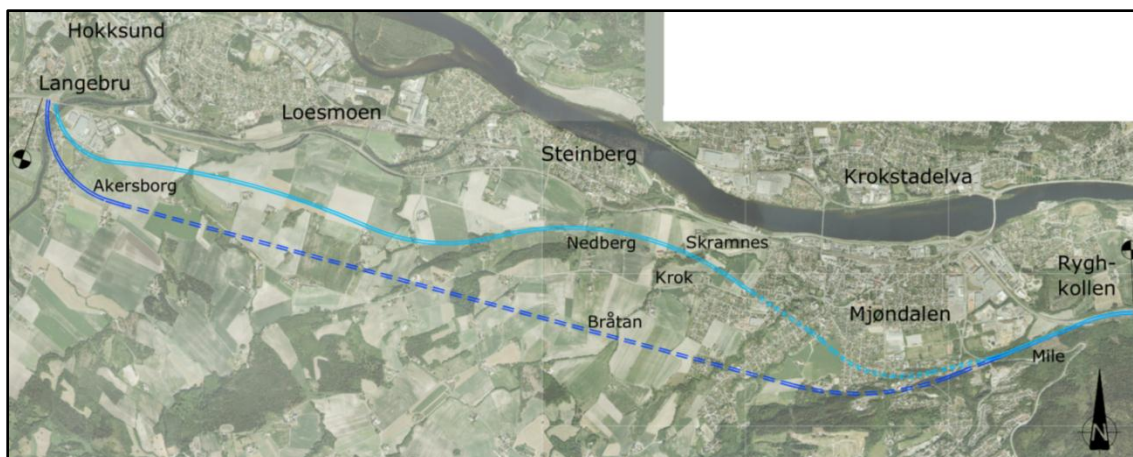 Hokksund
Langebru
Loesmoen
Steinberg
Akersborg
Krokstadelva
Nedberg
Skramnes
Krok
Rygh-
kollen
Bråtan
Mjøndalen
Mile
N